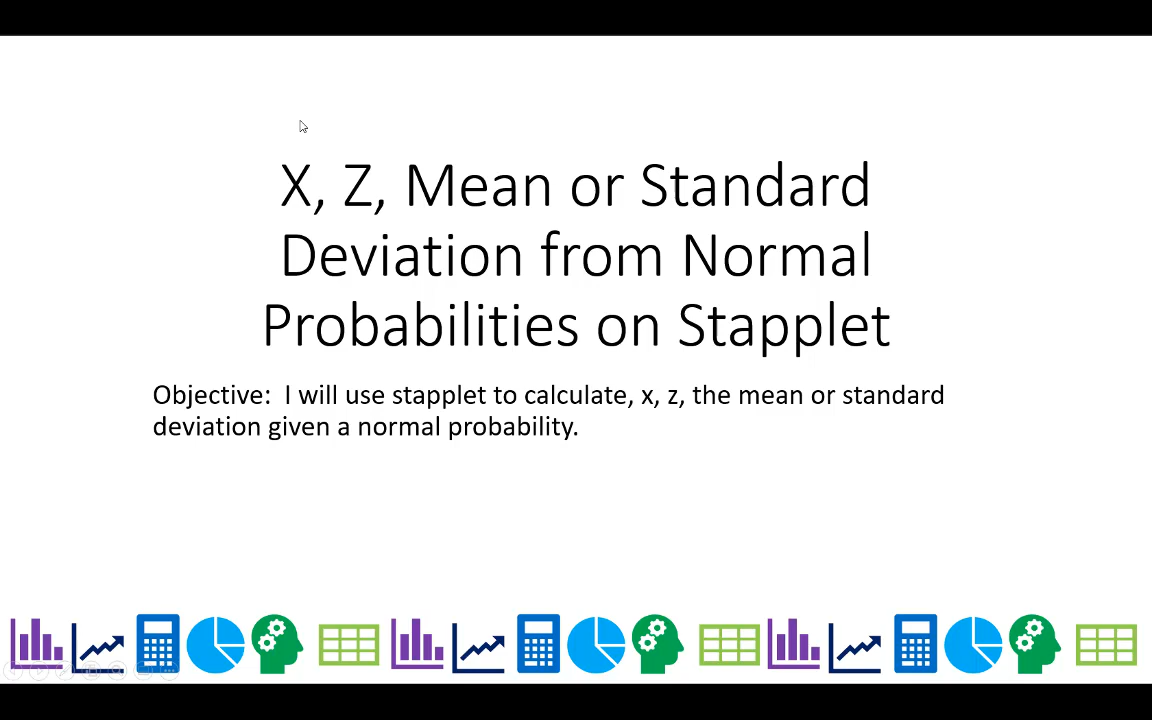 X, Z, Mean or Standard
Deviation from Normal
Probabilities on Stapplet
Objective:  I will use stapplet to calculate, x, z, the mean or standard
deviation given a normal probability.